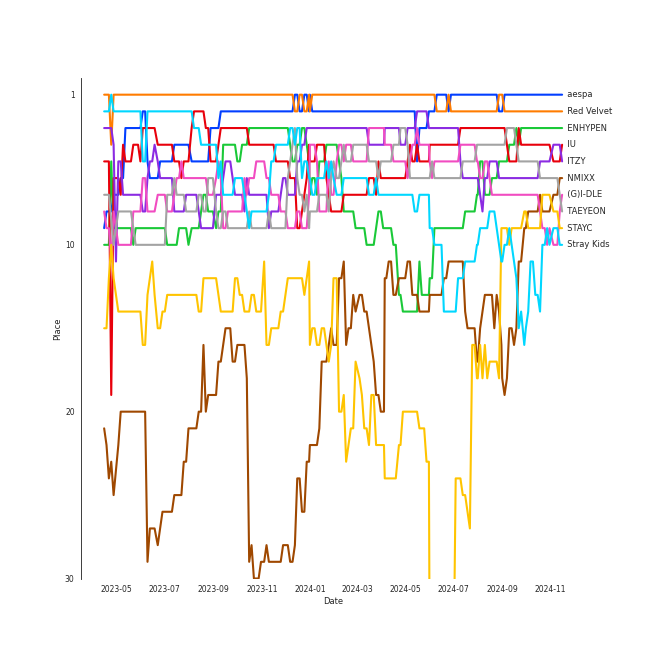 1
10
20
30
Place
2023-05 2023-07 2023-09 2023-11 2024-01 2024-03 2024-05 2024-07 2024-09 2024-11
Date
aespa
Red Velvet
ENHYPEN
IU
ITZY
NMIXX
(G)I-DLE
TAEYEON
STAYC
Stray Kids